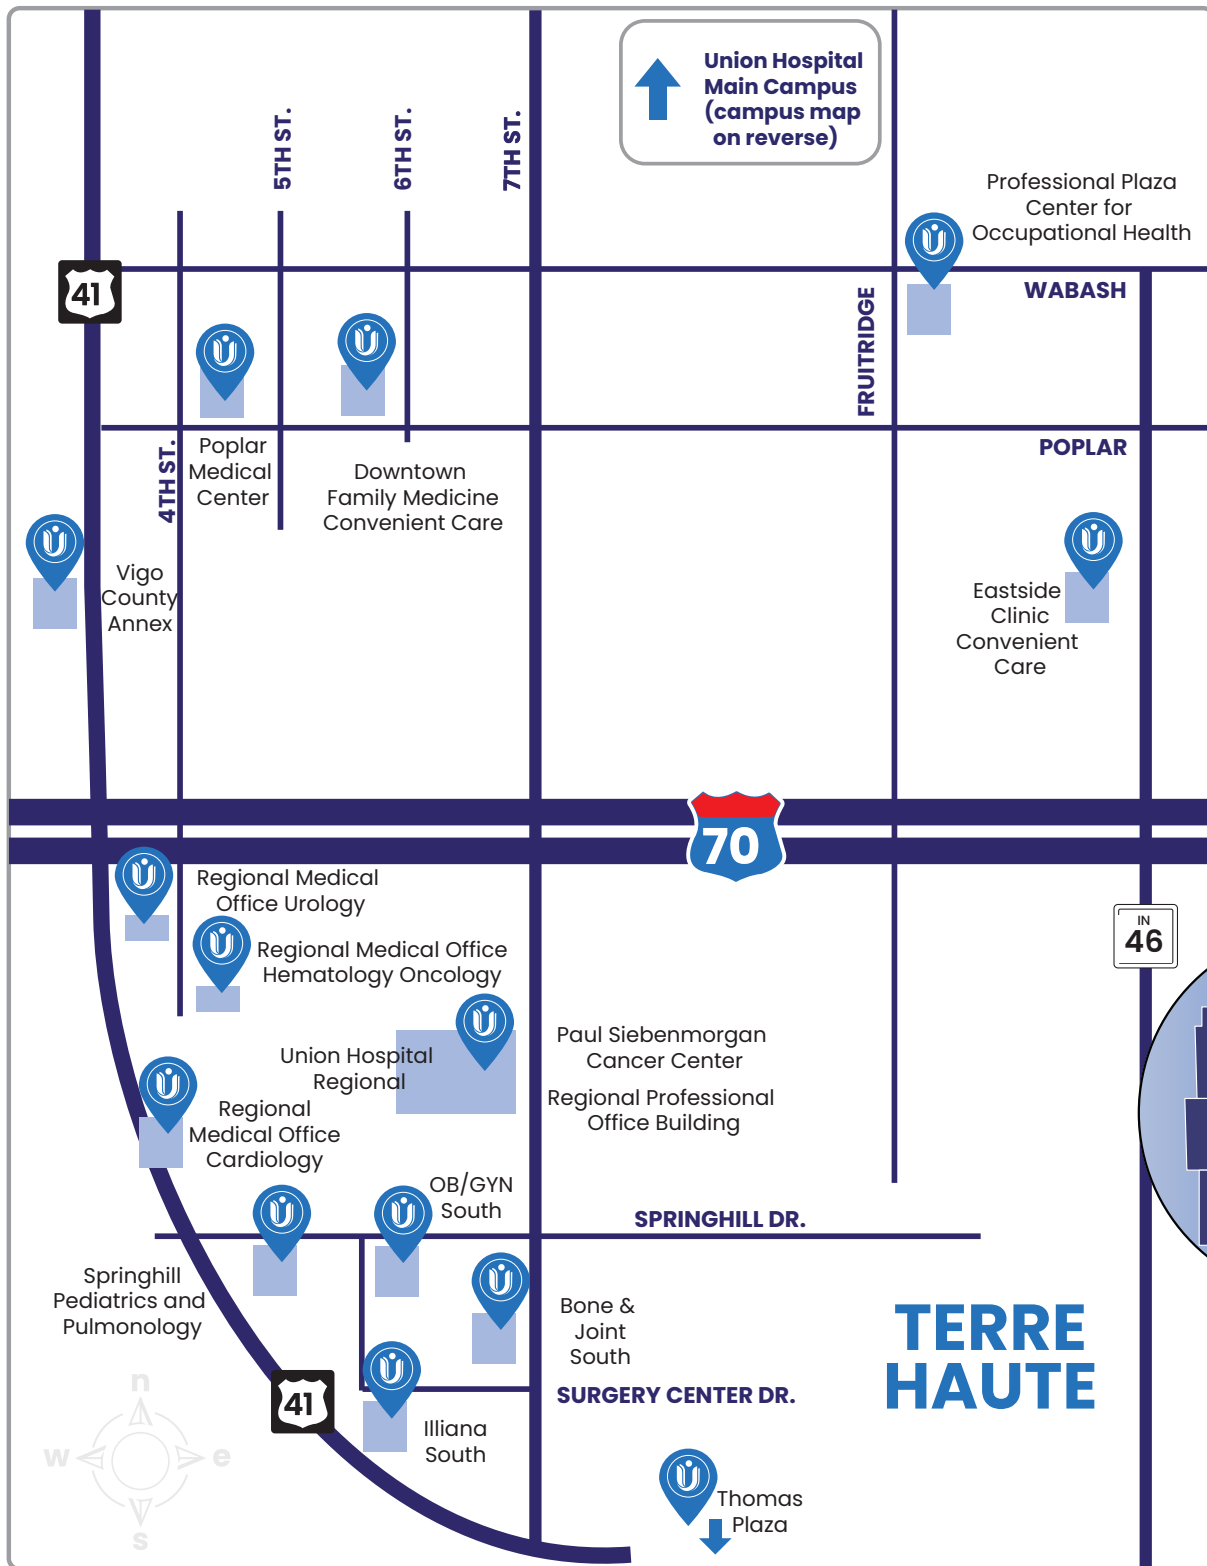 Union Hospital
Main Campus
(campus map
on reverse)
5TH ST.
6TH ST.
7TH ST.
Professional Plaza
Center for
Occupational Health
41
WABASH
FRUITRIDGE
POPLAR
4TH ST.
Poplar
Medical
Center
Downtown
Family Medicine
Convenient Care
Vigo
County
Annex
Eastside
Clinic
Convenient
Care
70
Regional Medical
Office Urology
IN
46
Regional Medical Office
Hematology Oncology
Union Hospital
Regional
Paul Siebenmorgan
Cancer Center
Regional Professional
Office Building
Regional
Medical Office
Cardiology
OB/GYN
South
SPRINGHILL DR.
Springhill
Pediatrics and
Pulmonology
Bone &
Joint
South
TERRE
HAUTE
SURGERY CENTER DR.
41
Illiana
South
n
w
e
s
Thomas
Plaza